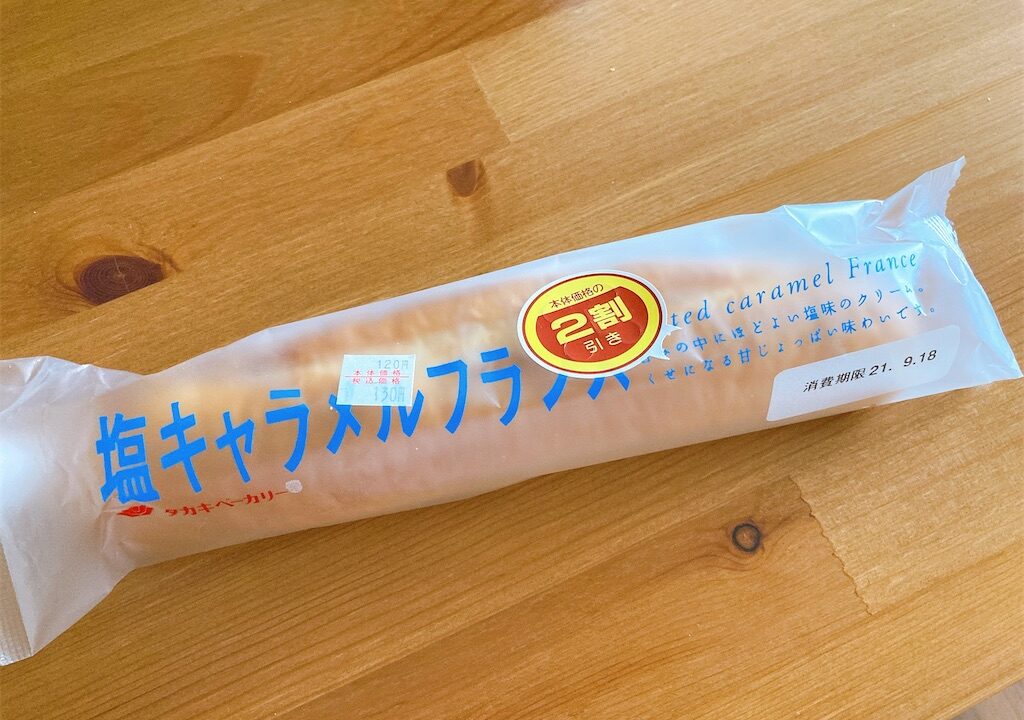 塩キャラメルフランス
タカキベーカリー
120円
本体価格
税込価格
130円
本体価格の
2割
引き
ted caramel France
の中にほどよい塩味のクリーム。
くせになる甘じょっぱい味わいです。
消費期限21. 9.18